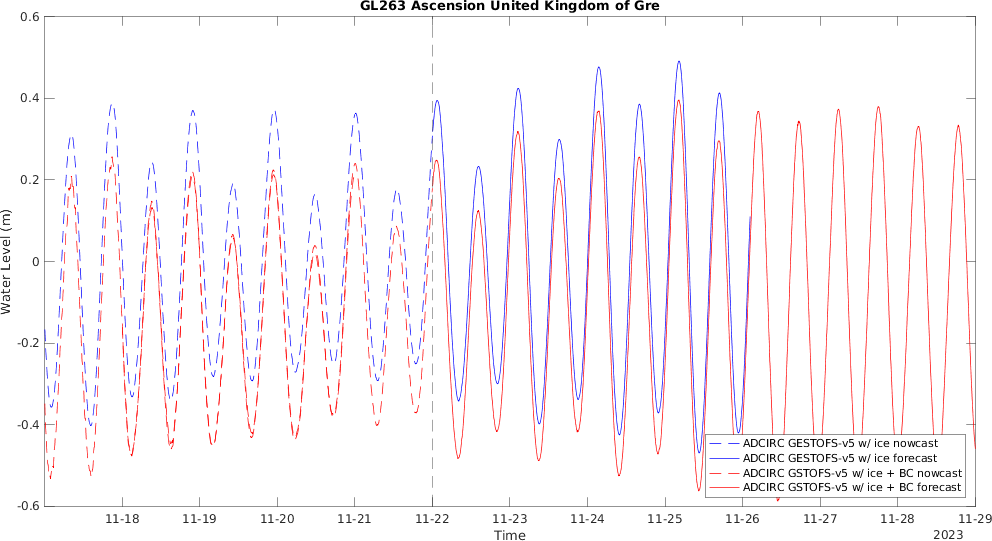 GL263 Ascension United Kingdom of Gre
0.6
0.4
0.2
0
-0.2
-0.4
-0.6
Water Level (m)
ADCIRC GESTOFS-v5 w/ ice nowcast
ADCIRC GESTOFS-v5 w/ ice forecast
ADCIRC GSTOFS-v5 w/ ice + BC nowcast
ADCIRC GSTOFS-v5 w/ ice + BC forecast
11-18 11-19 11-20 11-21 11-22 11-23 11-24 11-25 11-26 11-27 11-28 11-29
Time
2023